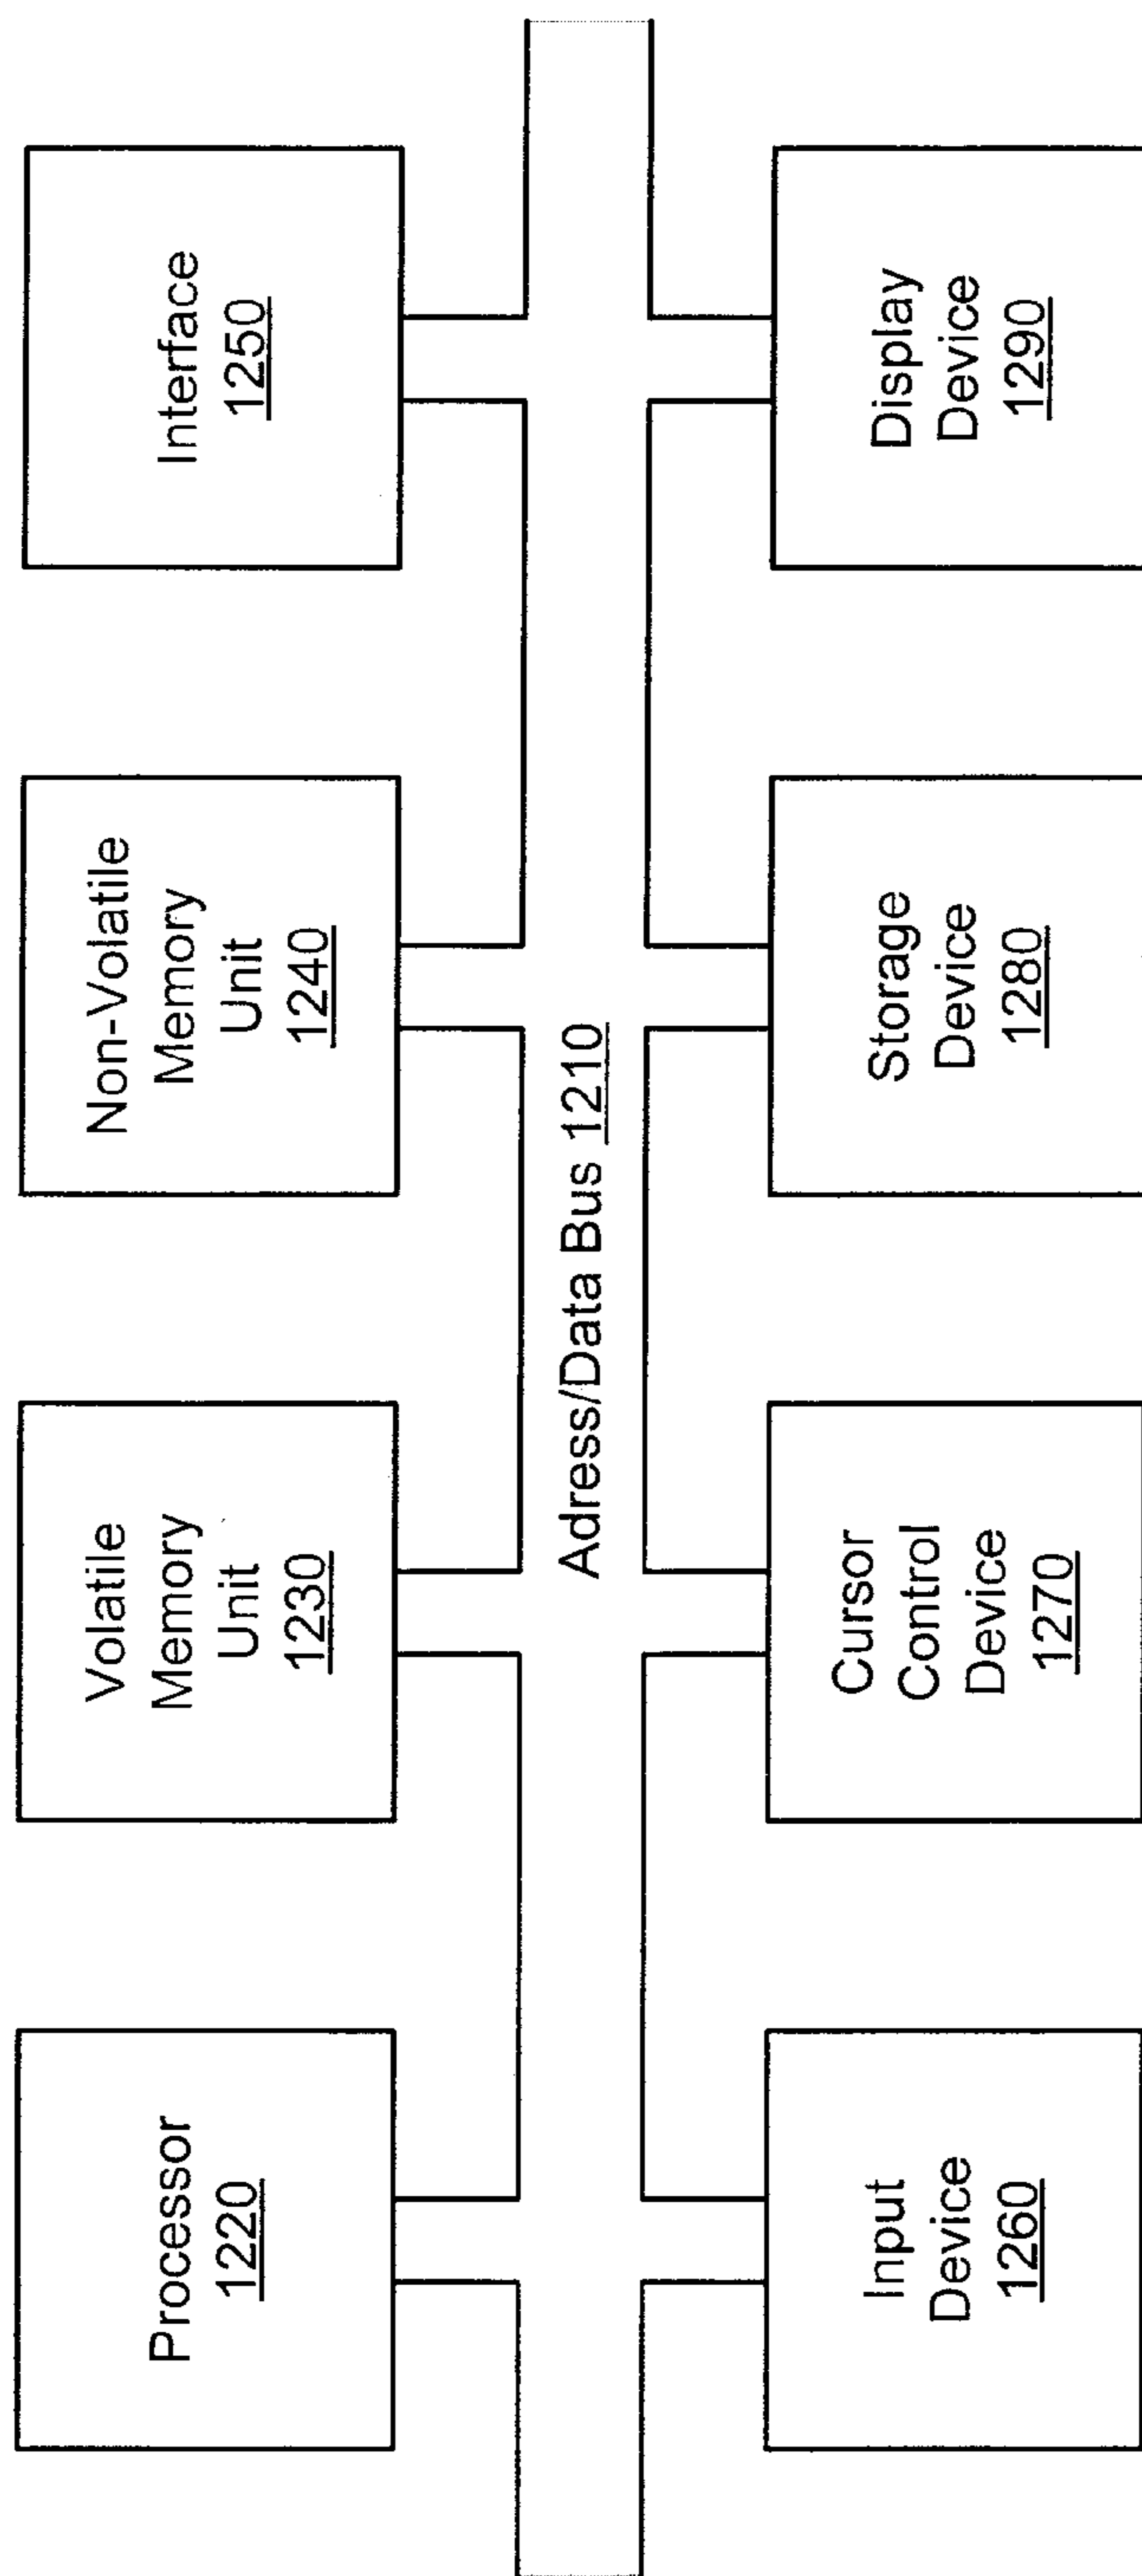 Processor
1220
Volatile
Memory
Unit
1230
Non-Volatile
Memory
Unit
1240
Interface
1250
Adress/Data Bus 1210
Input
Device
1260
Cursor
Control
Device
1270
Storage
Device
1280
Display
Device
1290